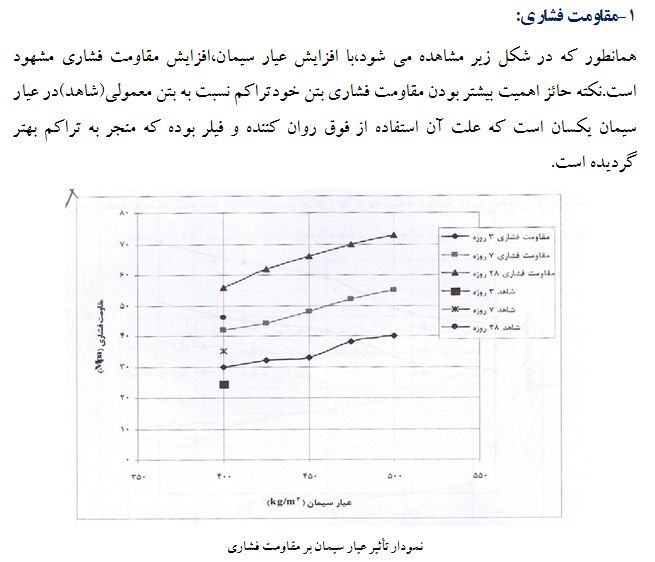 ۱-مقاومت فشاری:
همانطور که در شکل زیر مشاهده می شود،با افزایش عیار سیمان،افزایش مقاومت فشاری مشهود
است.نکته حائز اهمیت بیشتر بودن مقاومت فشاری بتن خودتراکم نسبت به بتن معمولی(شاهد)در عیار
سیمان یکسان است که علت آن استفاده از فوق روان کننده و فیلر بوده که منجر به تراکم بهتر
گردیده است.
۸۰
۷۰
۶۰
۵۰
۴۰
۳۰
۲۰
۱۰
۰
مقاومت فشاری (Mpa)
مقاومت فشاری ۳ روزه
مقاومت فشاری ۷ روزه
مقاومت فشاری ۲۸ روزه
شاهد ۳ روزه
شاهد ۷ روزه
شاهد ۲۸ روزه
۳۵۰ ۴۰۰ ۴۵۰ ۵۰۰ ۵۵۰
عیار سیمان (kg/m³)
نمودار تأثیر عیار سیمان بر مقاومت فشاری